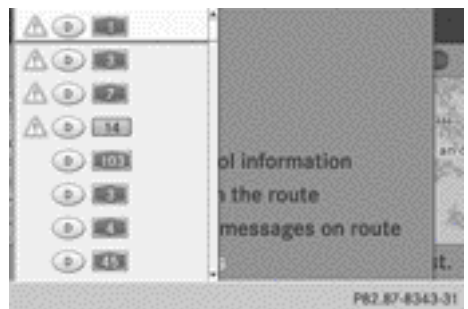 D 1
D 3
D 7
D 14
D 103
ol information
D 2
the route
D 4
messages on route
D 45
s
st.
P82.87-8343-31